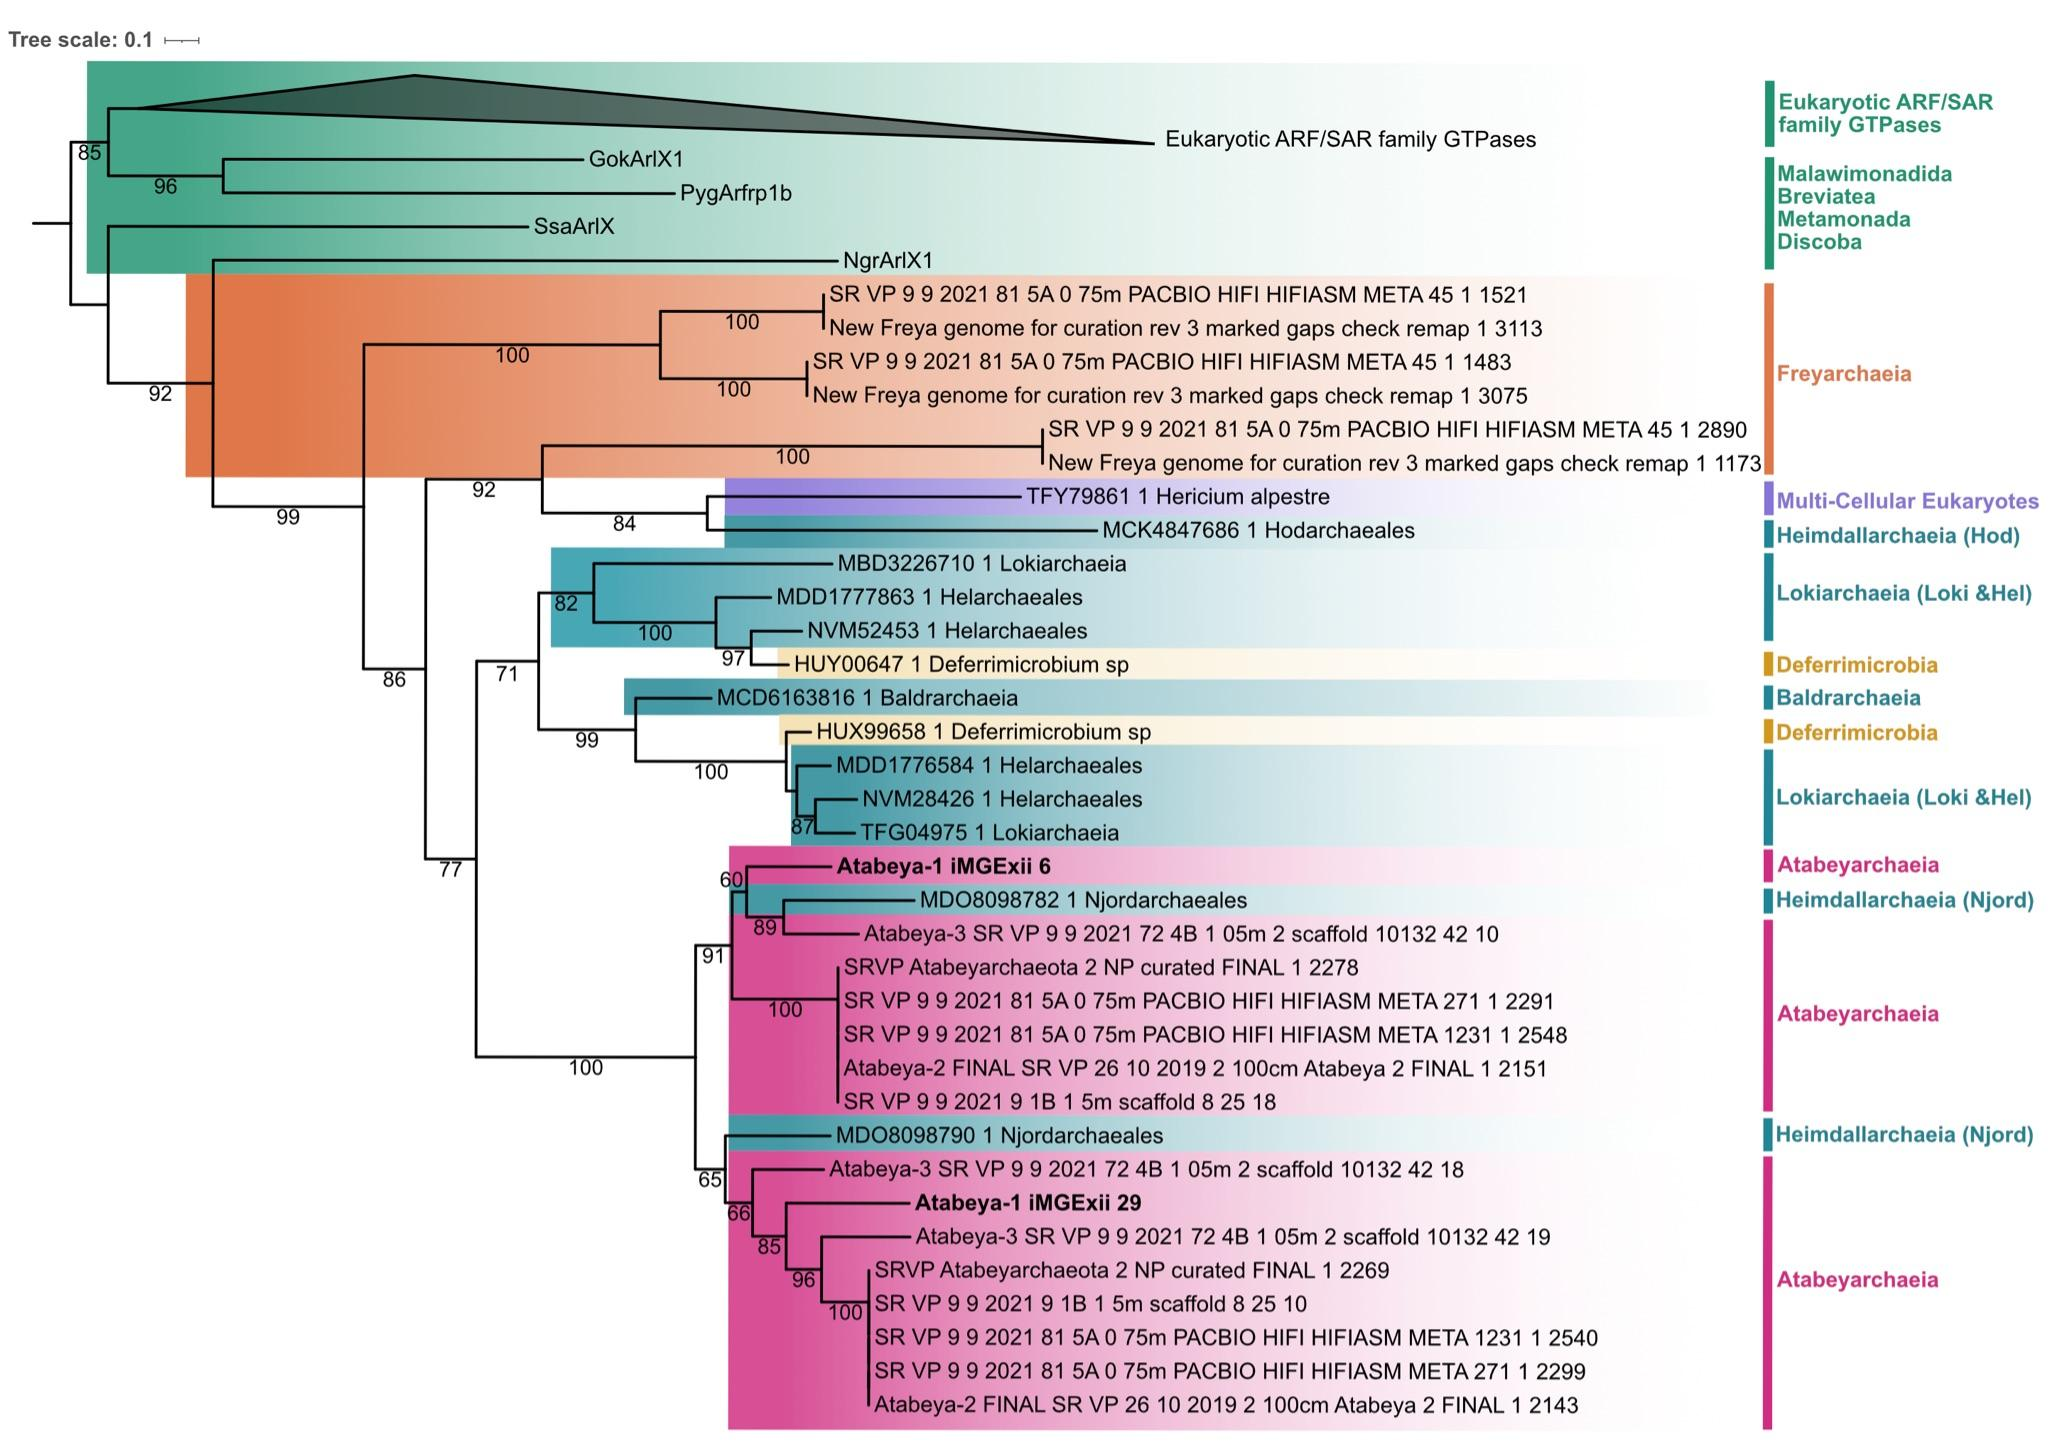 Tree scale: 0.1
Eukaryotic ARF/SAR
family GTPases
Eukaryotic ARF/SAR family GTPases
85
GokArlX1
96
PygArfrp1b
Malawimonadida
Breviatea
Metamonada
Discoba
SsaArlX
NgrArlX1
SR VP 9 9 2021 81 5A 0 75m PACBIO HIFI HIFIASM META 45 1 1521
100
New Freya genome for curation rev 3 marked gaps check remap 1 3113
100
SR VP 9 9 2021 81 5A 0 75m PACBIO HIFI HIFIASM META 45 1 1483
Freyarchaeia
92
100
New Freya genome for curation rev 3 marked gaps check remap 1 3075
SR VP 9 9 2021 81 5A 0 75m PACBIO HIFI HIFIASM META 45 1 2890
100
New Freya genome for curation rev 3 marked gaps check remap 1 1173
92
TFY79861 1 Hericium alpestre
Multi-Cellular Eukaryotes
99
84
MCK4847686 1 Hodarchaeales
Heimdallarchaeia (Hod)
MBD3226710 1 Lokiarchaeia
82
MDD1777863 1 Helarchaeales
Lokiarchaeia (Loki &Hel)
100
NVM52453 1 Helarchaeales
97
HUY00647 1 Deferrimicrobium sp
Deferrimicrobia
86
71
MCD6163816 1 Baldrarchaeia
Baldrarchaeia
99
HUX99658 1 Deferrimicrobium sp
Deferrimicrobia
100
MDD1776584 1 Helarchaeales
NVM28426 1 Helarchaeales
Lokiarchaeia (Loki &Hel)
87
TFG04975 1 Lokiarchaeia
77
Atabeya-1 iMGExii 6
Atabeyarchaeia
60
MDO8098782 1 Njordarchaeales
Heimdallarchaeia (Njord)
89
Atabeya-3 SR VP 9 9 2021 72 4B 1 05m 2 scaffold 10132 42 10
91
SRVP Atabeyarchaeota 2 NP curated FINAL 1 2278
100
SR VP 9 9 2021 81 5A 0 75m PACBIO HIFI HIFIASM META 271 1 2291
Atabeyarchaeia
SR VP 9 9 2021 81 5A 0 75m PACBIO HIFI HIFIASM META 1231 1 2548
100
Atabeya-2 FINAL SR VP 26 10 2019 2 100cm Atabeya 2 FINAL 1 2151
SR VP 9 9 2021 9 1B 1 5m scaffold 8 25 18
MDO8098790 1 Njordarchaeales
Heimdallarchaeia (Njord)
65
Atabeya-3 SR VP 9 9 2021 72 4B 1 05m 2 scaffold 10132 42 18
66
Atabeya-1 iMGExii 29
85
Atabeya-3 SR VP 9 9 2021 72 4B 1 05m 2 scaffold 10132 42 19
96
SRVP Atabeyarchaeota 2 NP curated FINAL 1 2269
Atabeyarchaeia
100
SR VP 9 9 2021 9 1B 1 5m scaffold 8 25 10
SR VP 9 9 2021 81 5A 0 75m PACBIO HIFI HIFIASM META 1231 1 2540
SR VP 9 9 2021 81 5A 0 75m PACBIO HIFI HIFIASM META 271 1 2299
Atabeya-2 FINAL SR VP 26 10 2019 2 100cm Atabeya 2 FINAL 1 2143